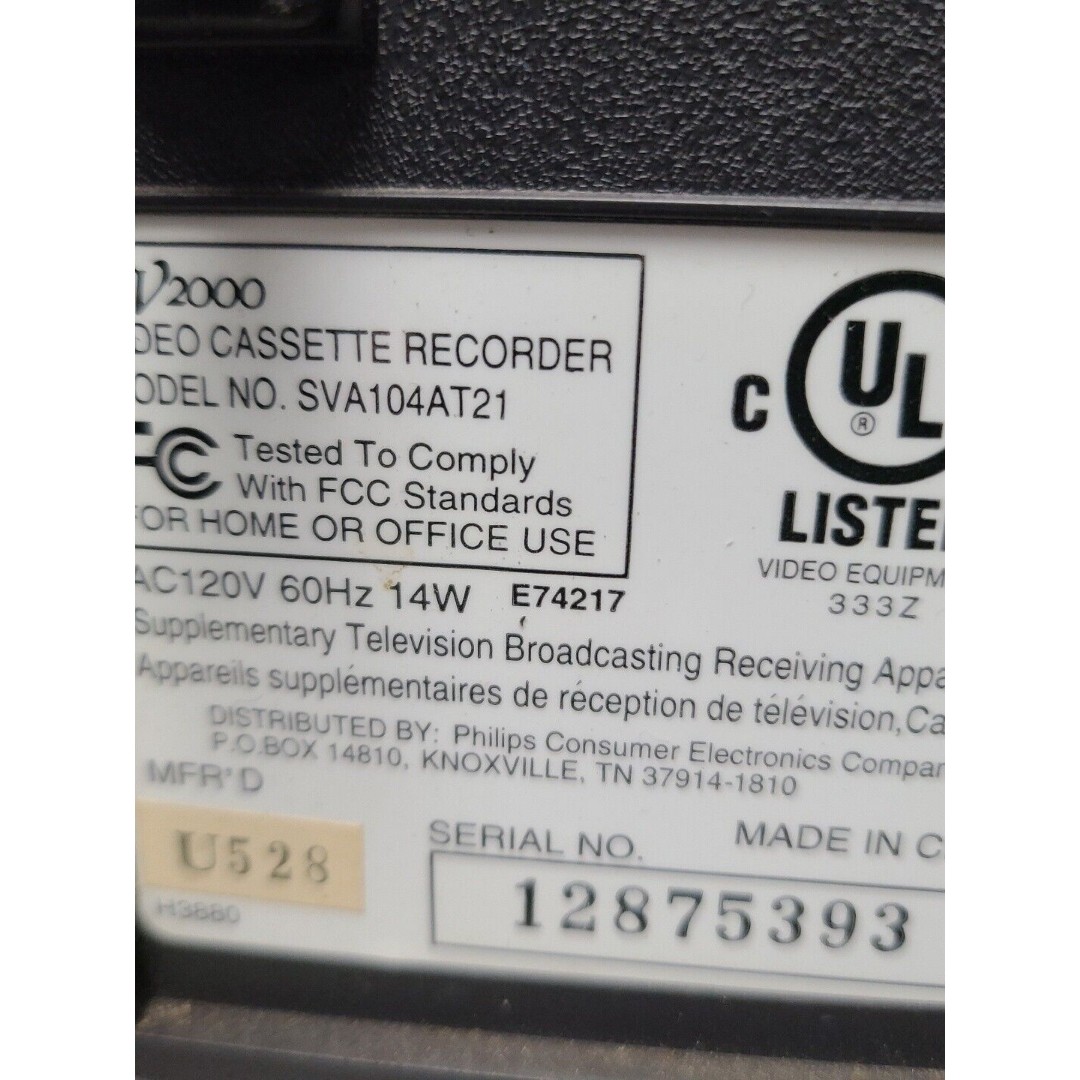 V2000
DEO CASSETTE RECORDER
ODEL NO. SVA104AT21
FC Tested To Comply
With FCC Standards
FOR HOME OR OFFICE USE
AC120V 60Hz 14W E74217
C UL ®
LISTE
VIDEO EQUIPM
333Z
Supplementary Television Broadcasting Receiving Appa
Appareils supplémentaires de réception de télévision,Ca
DISTRIBUTED BY: Philips Consumer Electronics Compan
P.O.BOX 14810, KNOXVILLE, TN 37914-1810
MFR'D
U528
H3880
SERIAL NO. MADE IN C
12875393